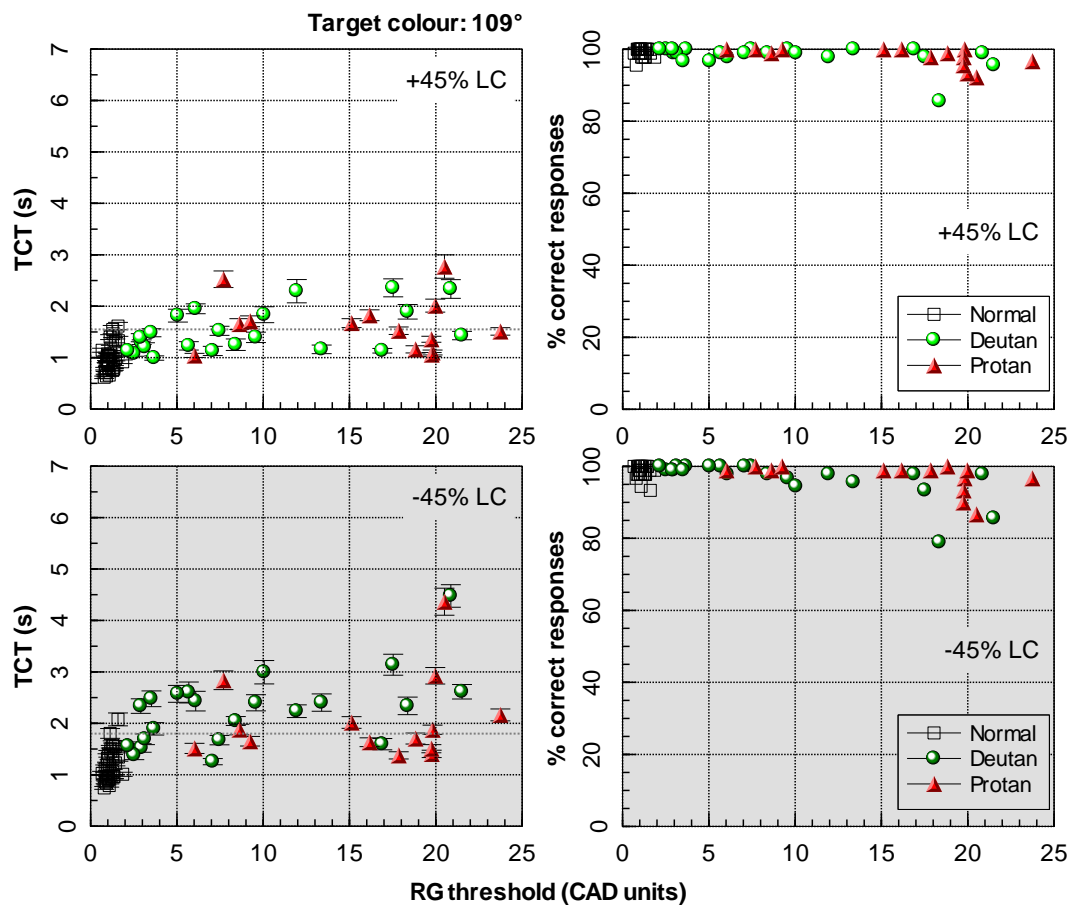 Target colour: 109°
7
6
5
4
3
2
1
0
TCT (s)
+45% LC
0 5 10 15 20 25
100
80
60
40
20
0
% correct responses
+45% LC
Normal
Deutan
Protan
0 5 10 15 20 25
7
6
5
4
3
2
1
0
TCT (s)
-45% LC
0 5 10 15 20 25
100
80
60
40
20
0
% correct responses
-45% LC
Normal
Deutan
Protan
0 5 10 15 20 25
RG threshold (CAD units)